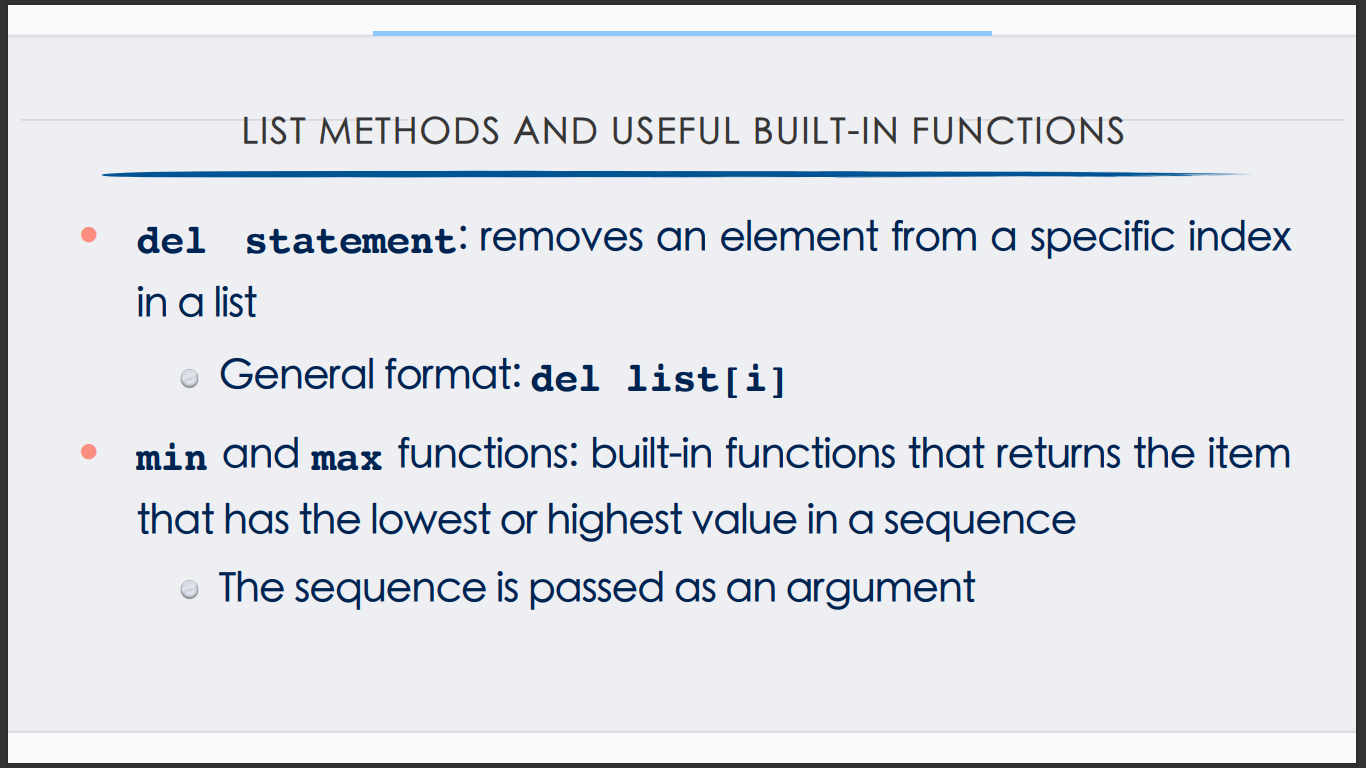 LIST METHODS AND USEFUL BUILT-IN FUNCTIONS
del statement: removes an element from a specific index
in a list
General format: del list[i]
min and max functions: built-in functions that returns the item
that has the lowest or highest value in a sequence
The sequence is passed as an argument